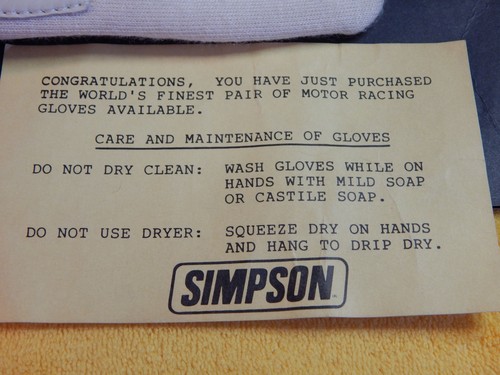 CONGRATULATIONS, YOU HAVE JUST PURCHASED
THE WORLD'S FINEST PAIR OF MOTOR RACING
GLOVES AVAILABLE.
CARE AND MAINTENANCE OF GLOVES
DO NOT DRY CLEAN: WASH GLOVES WHILE ON
HANDS WITH MILD SOAP
OR CASTILE SOAP.
DO NOT USE DRYER: SQUEEZE DRY ON HANDS
AND HANG TO DRIP DRY.
SIMPSON